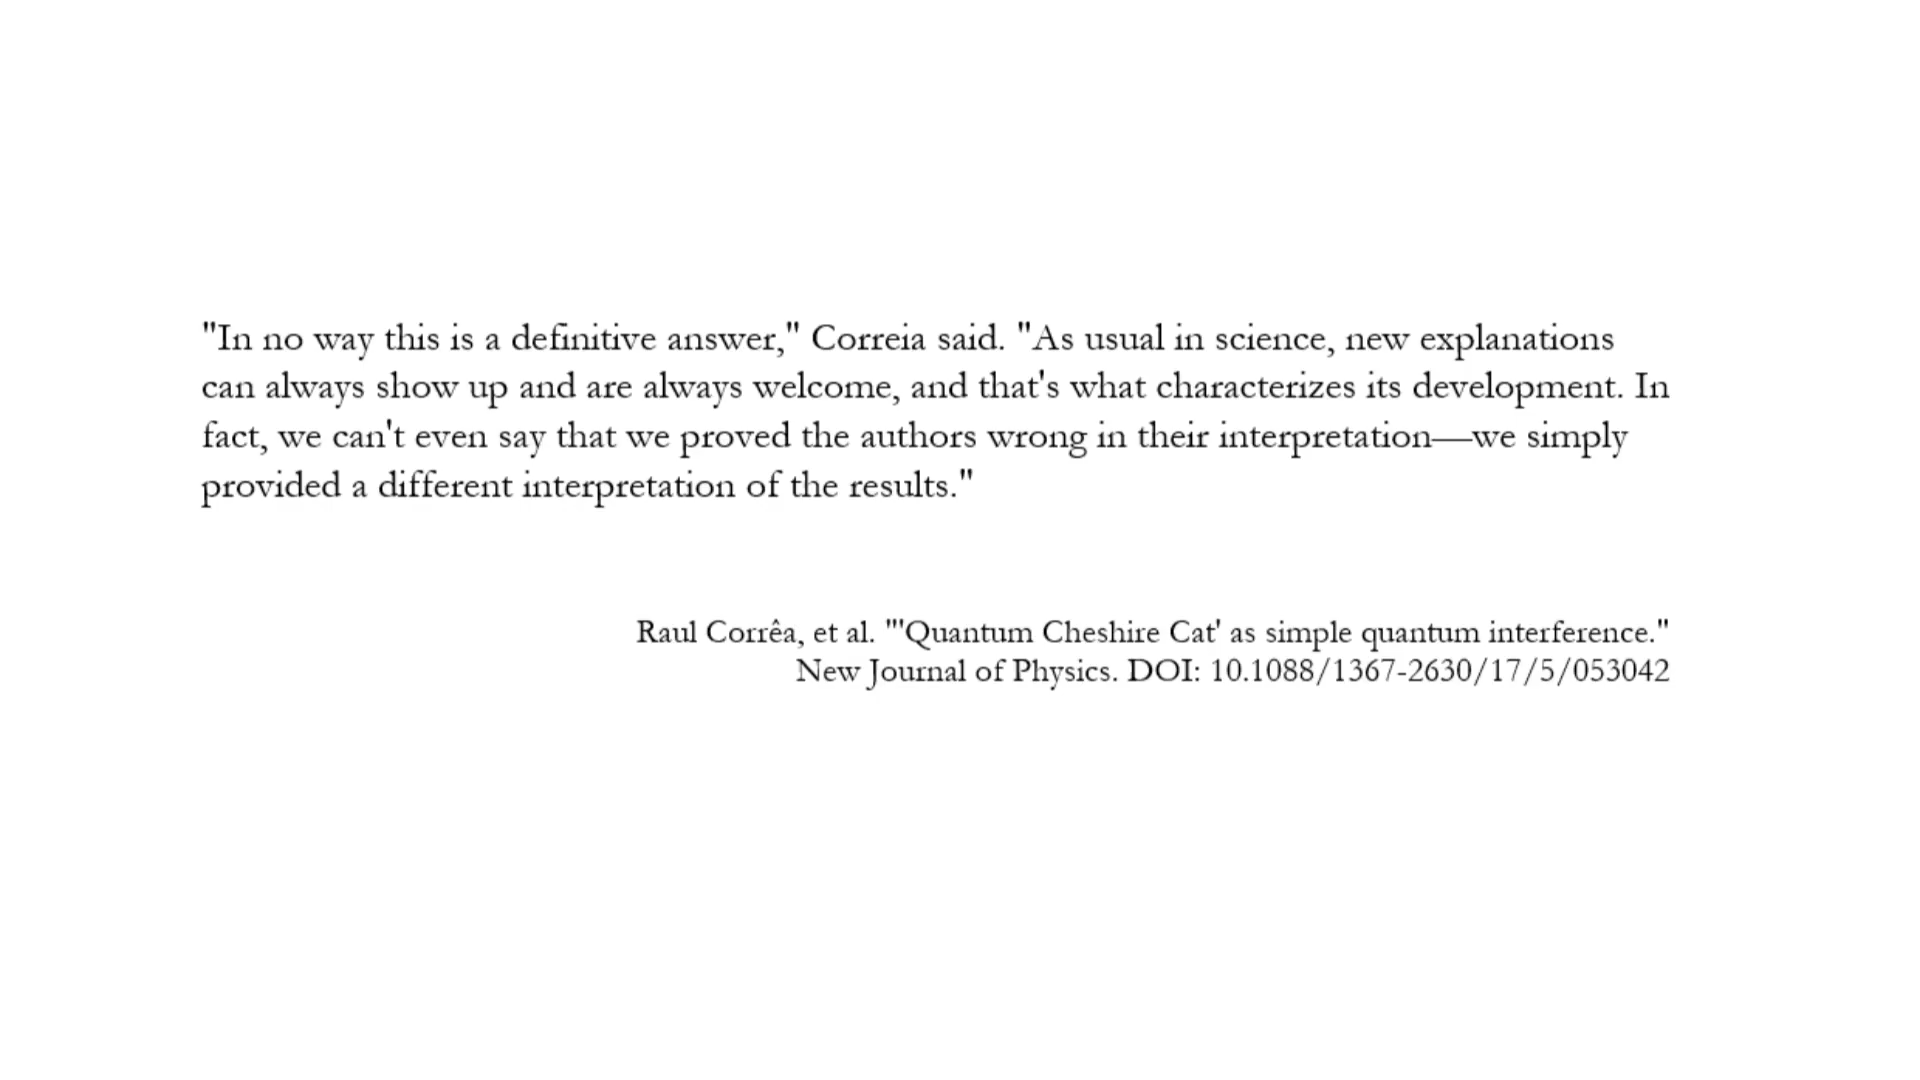 "In no way this is a definitive answer," Correia said. "As usual in science, new explanations
can always show up and are always welcome, and that's what characterizes its development. In
fact, we can't even say that we proved the authors wrong in their interpretation—we simply
provided a different interpretation of the results."
Raul Corrêa, et al. "'Quantum Cheshire Cat' as simple quantum interference."
New Journal of Physics. DOI: 10.1088/1367-2630/17/5/053042